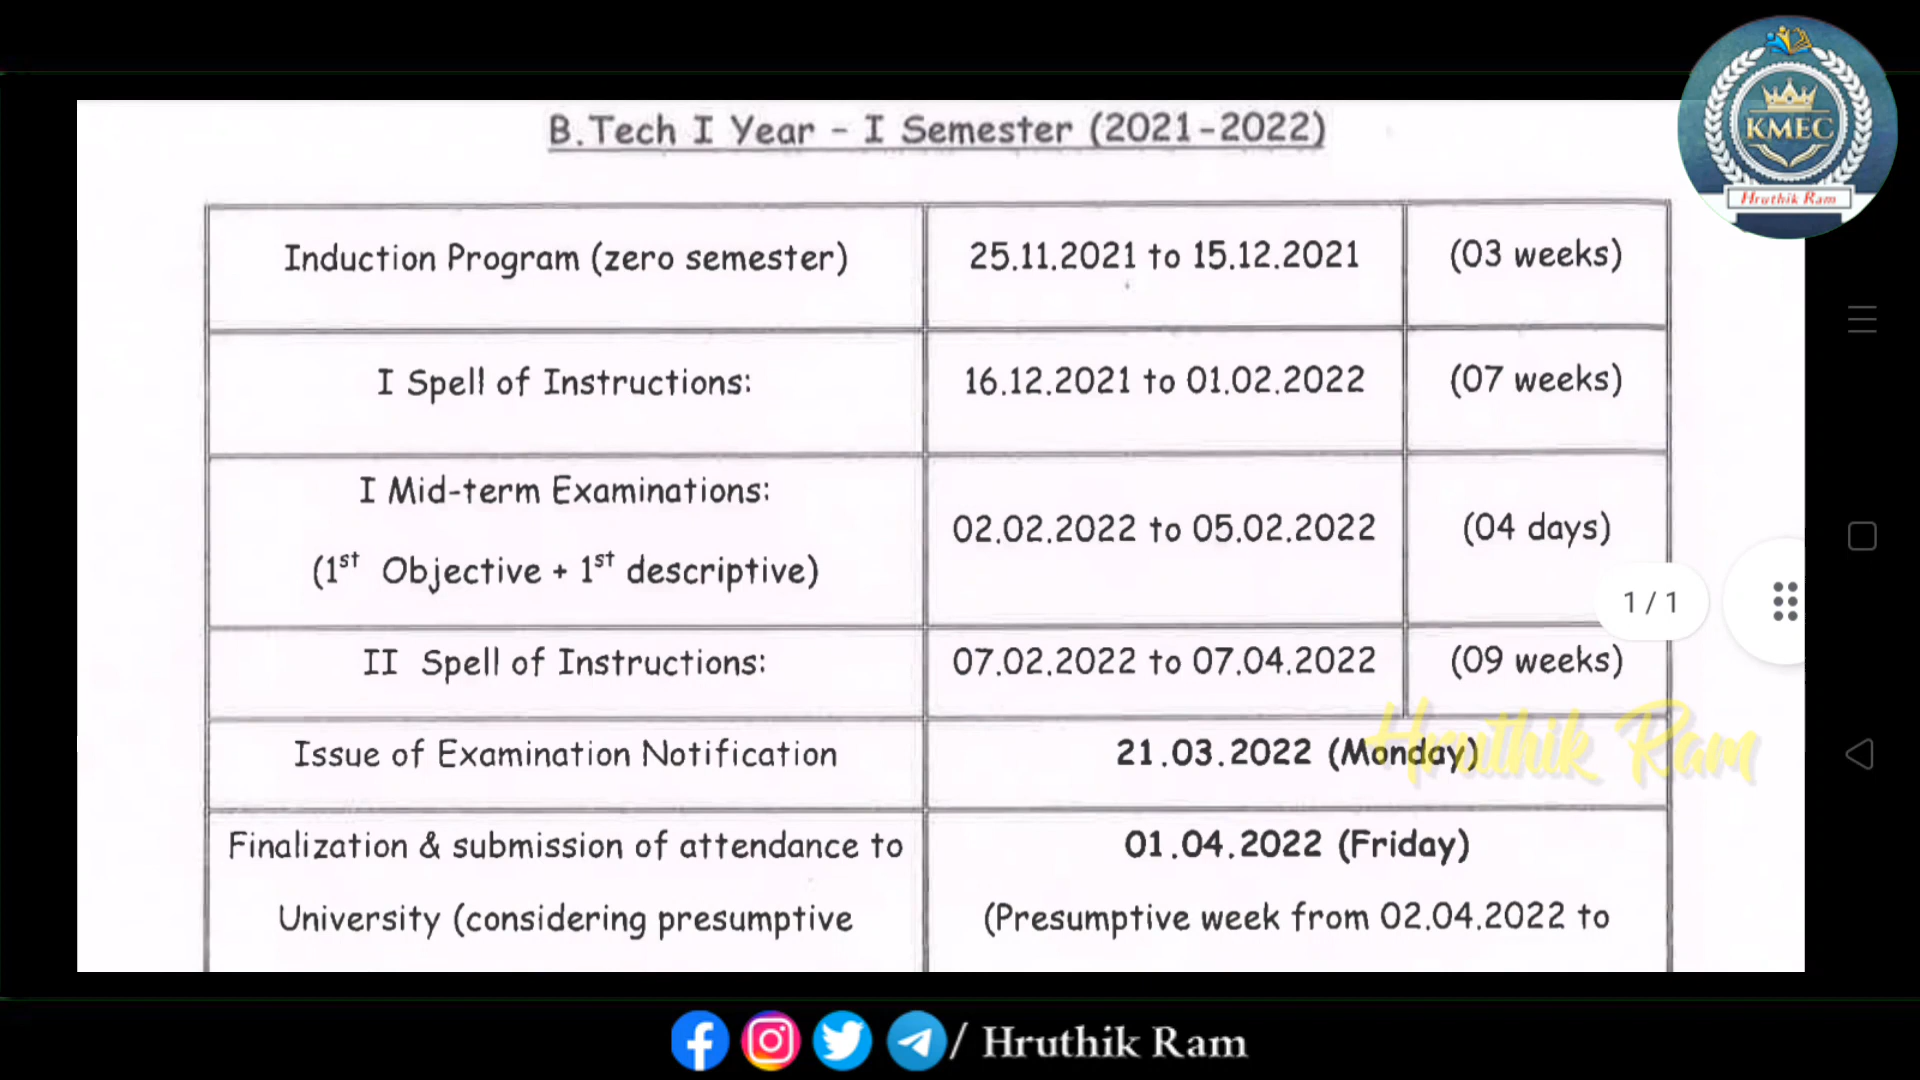 B.Tech I Year - I Semester (2021-2022)
KMEC
Hruthik Ram
Induction Program (zero semester)
25.11.2021 to 15.12.2021
(03 weeks)
I Spell of Instructions:
16.12.2021 to 01.02.2022
(07 weeks)
I Mid-term Examinations:
(1st Objective + 1st descriptive)
02.02.2022 to 05.02.2022
(04 days)
1 / 1
II Spell of Instructions:
07.02.2022 to 07.04.2022
(09 weeks)
Issue of Examination Notification
21.03.2022 (Monday)
Hruthik Ram
Finalization & submission of attendance to
University (considering presumptive
01.04.2022 (Friday)
(Presumptive week from 02.04.2022 to
/ Hruthik Ram